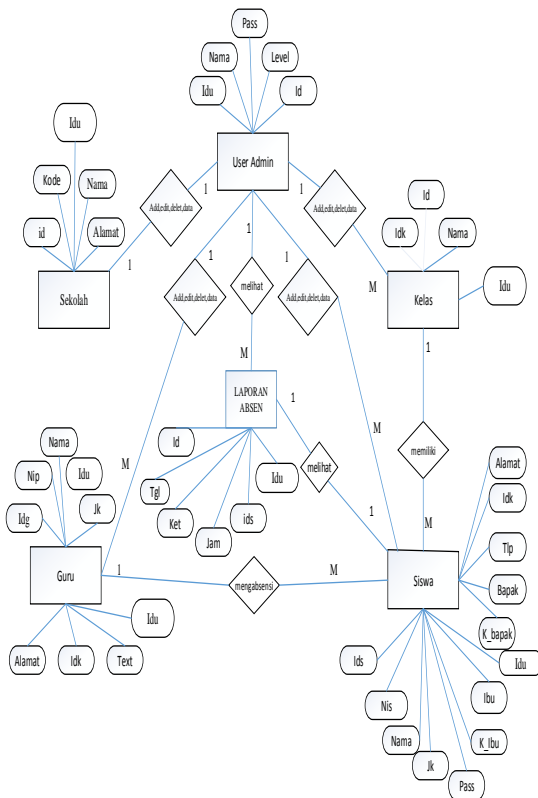 Pass
Nama
Level
Idu
Id
User Admin
Idu
Kode
Nama
id
Alamat
Sekolah
Add,edit,delet,data
1
1
Add,edit,delet,data
1
M
Id
Idk
Nama
Idu
Kelas
Add,edit,delet,data
1
M
melihat
1
M
Add,edit,delet,data
1
M
LAPORAN
ABSEN
Id
Tgl
Ket
Jam
ids
Idu
1
melihat
1
1
memiliki
M
Nama
Nip
Idu
Idg
Jk
Guru
Alamat
Idk
Text
Idu
1
mengabsensi
M
Siswa
Alamat
Idk
Tlp
Bapak
K_bapak
Idu
Ibu
K_Ibu
Pass
Jk
Nama
Nis
Ids